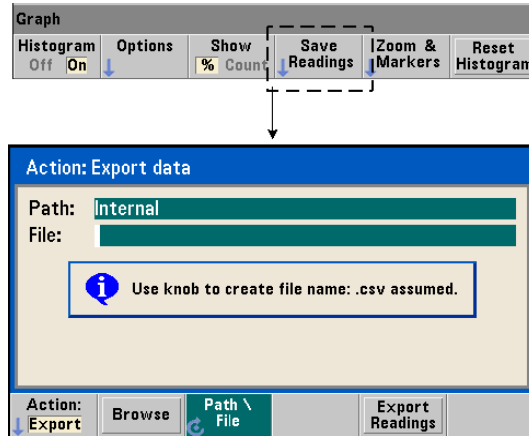 Graph
Histogram Options Show Save Zoom & Reset
Off On % Count Readings Markers Histogram
Action: Export data
Path: Internal
File:
Use knob to create file name: .csv assumed.
Action: Browse Path \ Export
Export File Readings